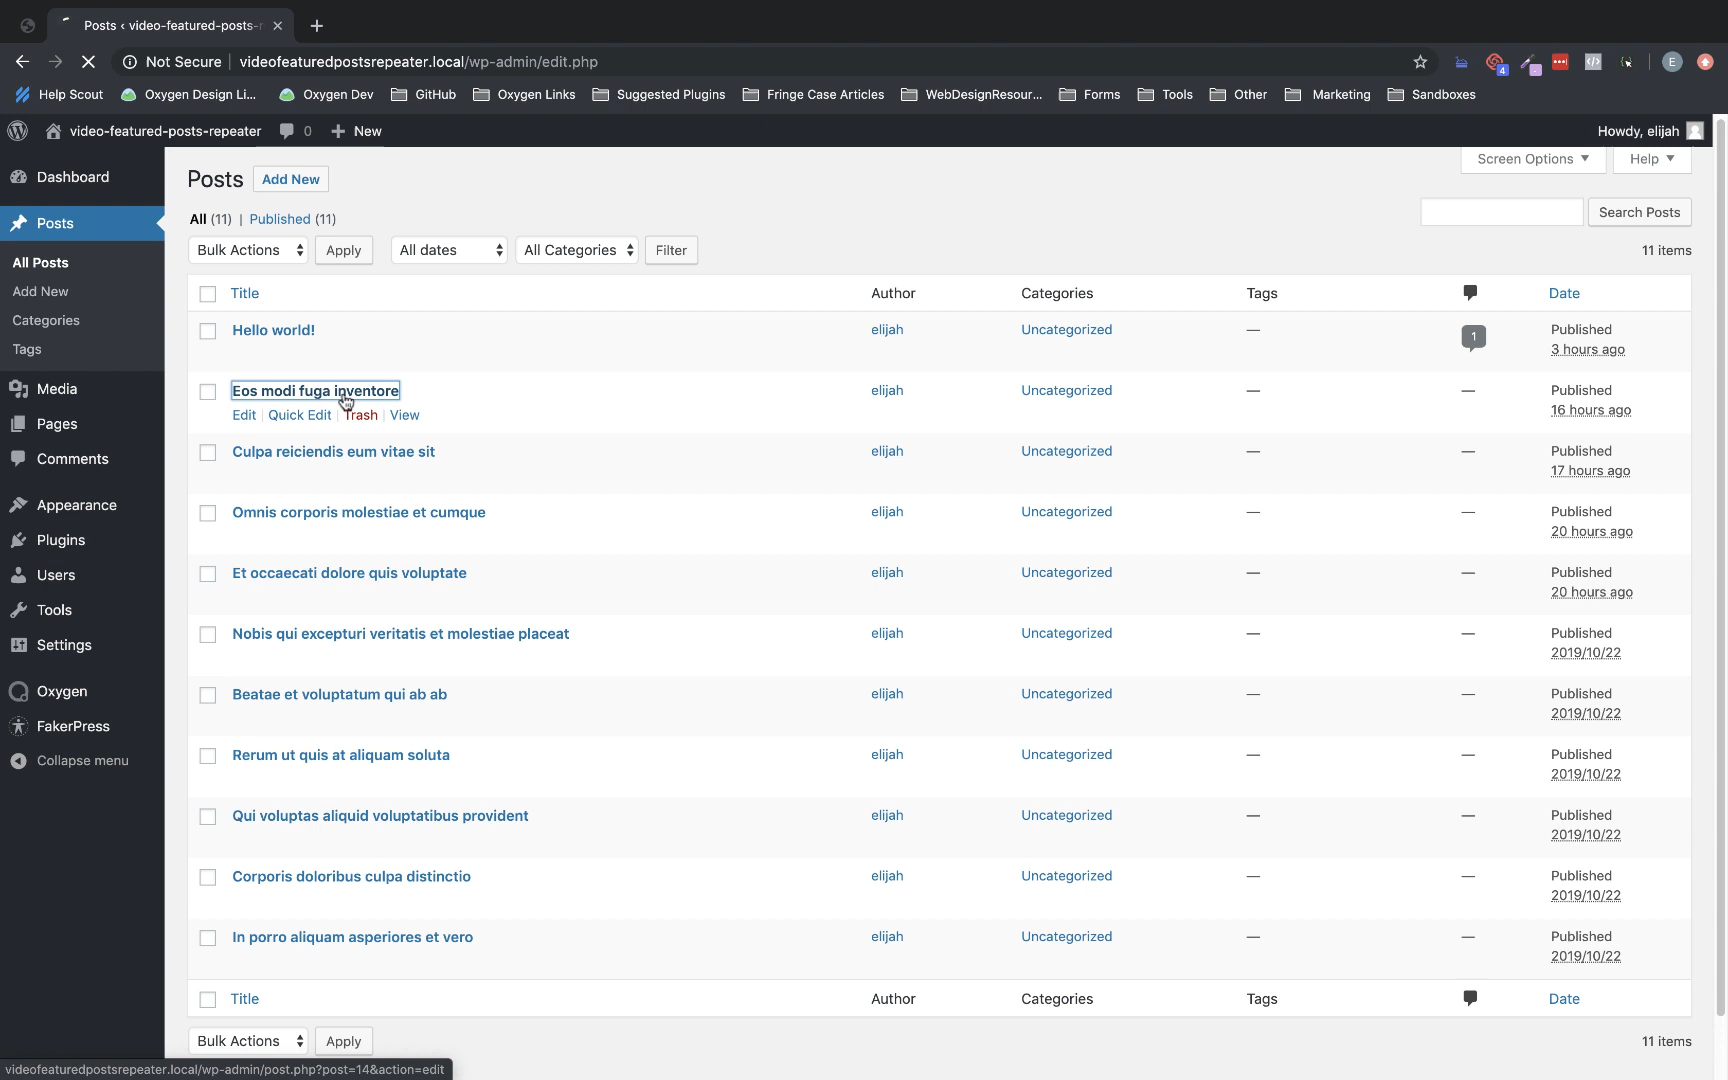 Posts ‹ video-featured-posts-r
Not Secure videofeaturedpostsrepeater.local/wp-admin/edit.php
4
E
Help Scout Oxygen Design Li... Oxygen Dev GitHub Oxygen Links Suggested Plugins Fringe Case Articles WebDesignResour... Forms Tools Other Marketing Sandboxes
video-featured-posts-repeater 0 New Howdy, elijah
Screen Options Help
Dashboard
Posts
All Posts
Add New
Categories
Tags
Media
Pages
Comments
Appearance
Plugins
Users
Tools
Settings
Oxygen
FakerPress
Collapse menu
Posts Add New
All (11) | Published (11)
Search Posts
Bulk Actions Apply All dates All Categories Filter 11 items
Title Author Categories Tags Date
Hello world! elijah Uncategorized — 1 Published
3 hours ago
Eos modi fuga inventore elijah Uncategorized — — Published
16 hours ago
Edit | Quick Edit | Trash | View
Culpa reiciendis eum vitae sit elijah Uncategorized — — Published
17 hours ago
Omnis corporis molestiae et cumque elijah Uncategorized — — Published
20 hours ago
Et occaecati dolore quis voluptate elijah Uncategorized — — Published
20 hours ago
Nobis qui excepturi veritatis et molestiae placeat elijah Uncategorized — — Published
2019/10/22
Beatae et voluptatum qui ab ab elijah Uncategorized — — Published
2019/10/22
Rerum ut quis at aliquam soluta elijah Uncategorized — — Published
2019/10/22
Qui voluptas aliquid voluptatibus provident elijah Uncategorized — — Published
2019/10/22
Corporis doloribus culpa distinctio elijah Uncategorized — — Published
2019/10/22
In porro aliquam asperiores et vero elijah Uncategorized — — Published
2019/10/22
Title Author Categories Tags Date
Bulk Actions Apply 11 items
videofeaturedpostsrepeater.local/wp-admin/post.php?post=14&action=edit